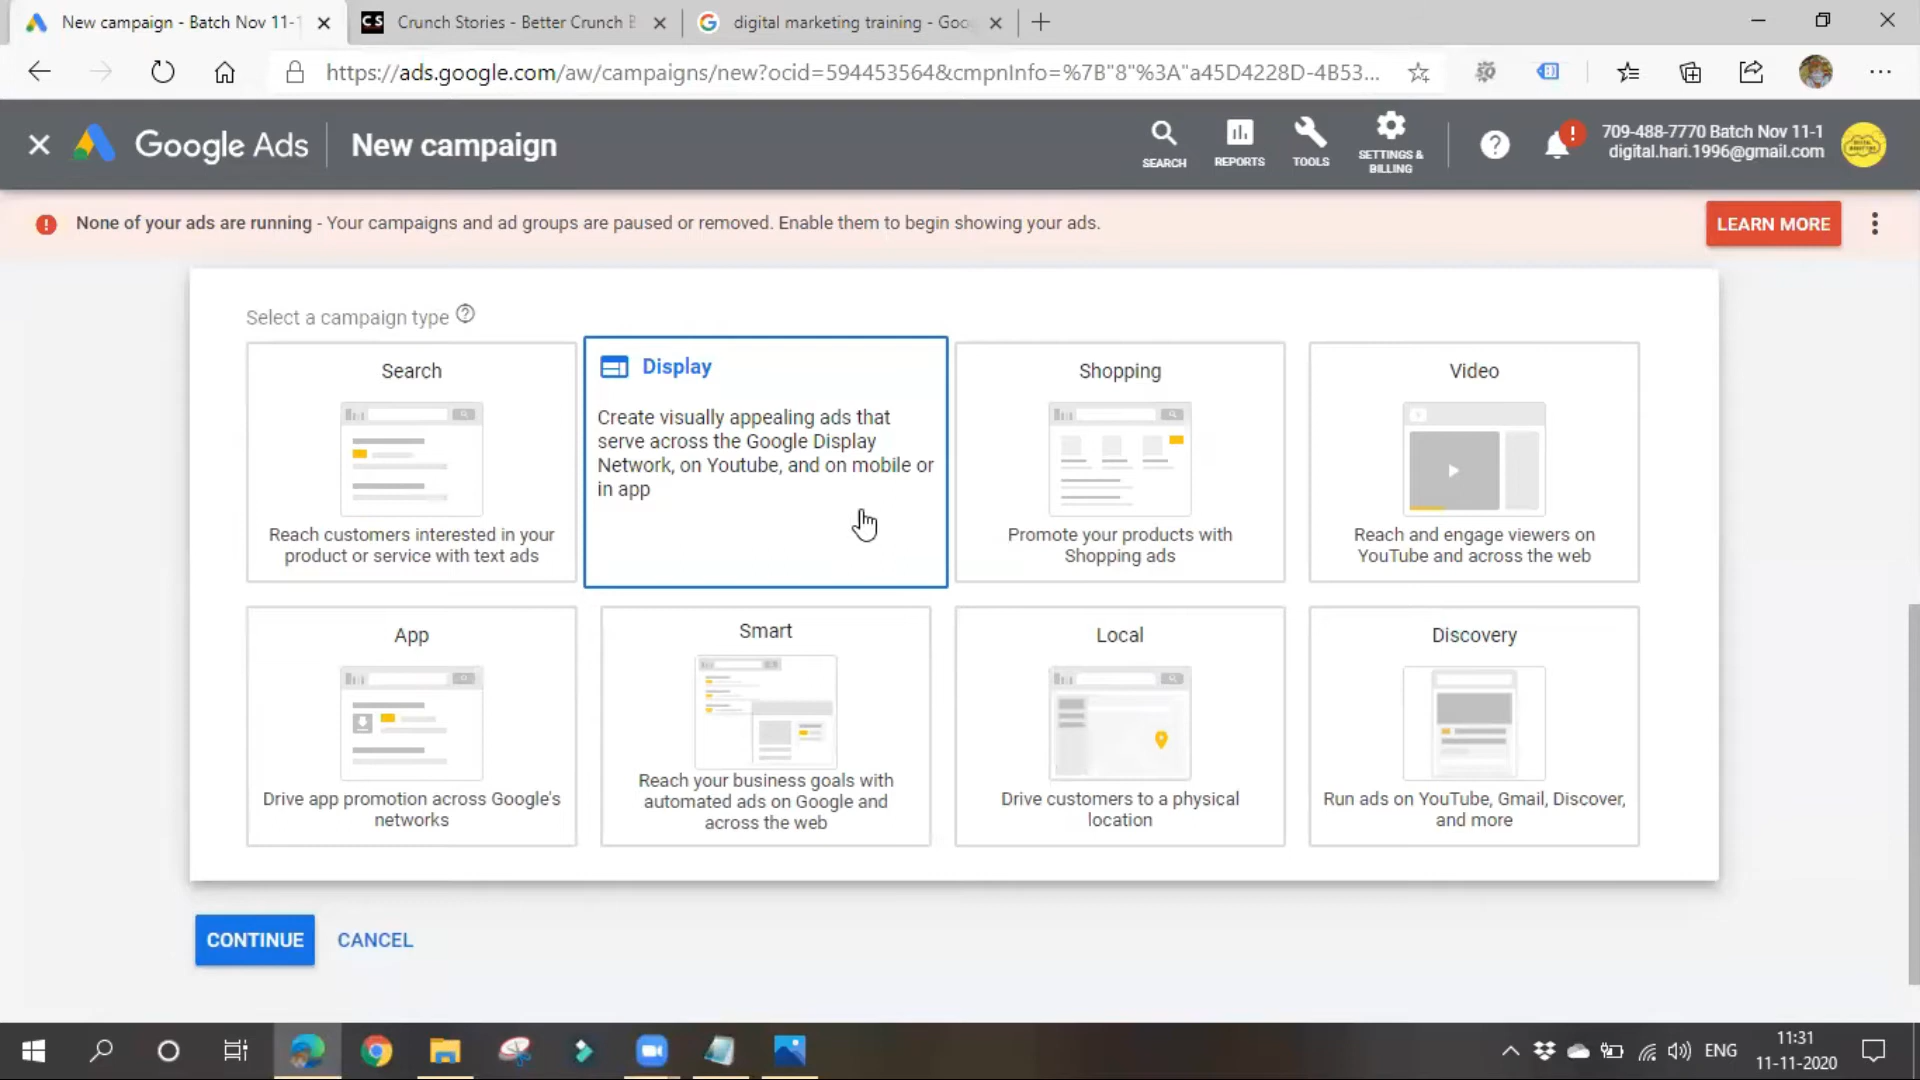 New campaign - Batch Nov 11-1
Crunch Stories - Better Crunch B
digital marketing training - Goo
https://ads.google.com/aw/campaigns/new?ocid=594453564&cmpnInfo=%7B"8"%3A"a45D4228D-4B53...
Google Ads
New campaign
SEARCH
REPORTS
TOOLS
SETTINGS &
BILLING
709-488-7770 Batch Nov 11-1
digital.hari.1996@gmail.com
None of your ads are running - Your campaigns and ad groups are paused or removed. Enable them to begin showing your ads.
LEARN MORE
Select a campaign type
Search
Reach customers interested in your
product or service with text ads
Display
Create visually appealing ads that
serve across the Google Display
Network, on Youtube, and on mobile or
in app
Shopping
Promote your products with
Shopping ads
Video
Reach and engage viewers on
YouTube and across the web
App
Drive app promotion across Google's
networks
Smart
Reach your business goals with
automated ads on Google and
across the web
Local
Drive customers to a physical
location
Discovery
Run ads on YouTube, Gmail, Discover,
and more
CONTINUE
CANCEL
ENG
11:31
11-11-2020